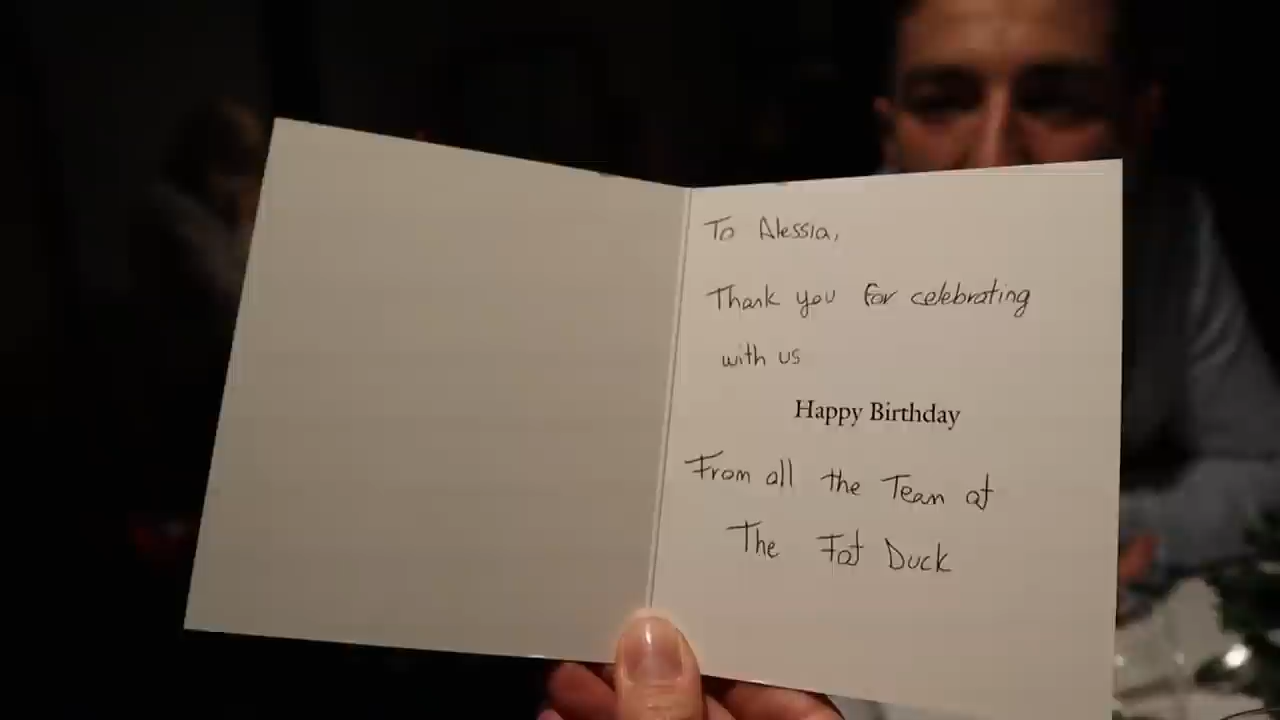 To Alessia,
Thank you for celebrating
with us
Happy Birthday
From all the Team at
The Fat Duck